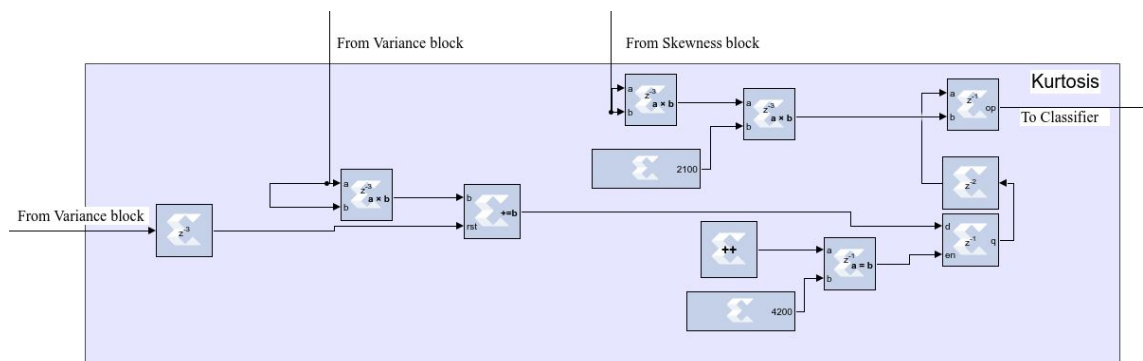 From Variance block
From Skewness block
Kurtosis
a
b
z-3
a × b
a
b
z-3
a × b
a
b
z-1
op
To Classifier
2100
a
b
z-3
a × b
z-2
b
rst
+=b
From Variance block
z-3
d
en
z-1
q
++
a
b
z-1
a = b
4200